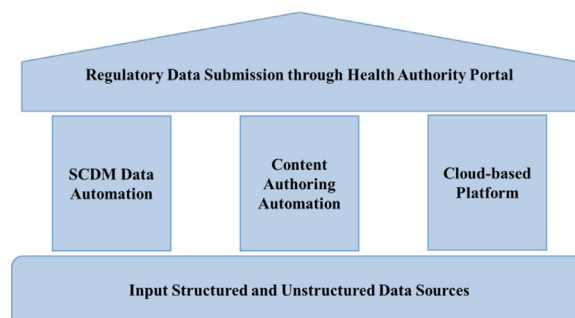 Regulatory Data Submission through Health Authority Portal
SCDM Data
Automation
Content
Authoring
Automation
Cloud-based
Platform
Input Structured and Unstructured Data Sources